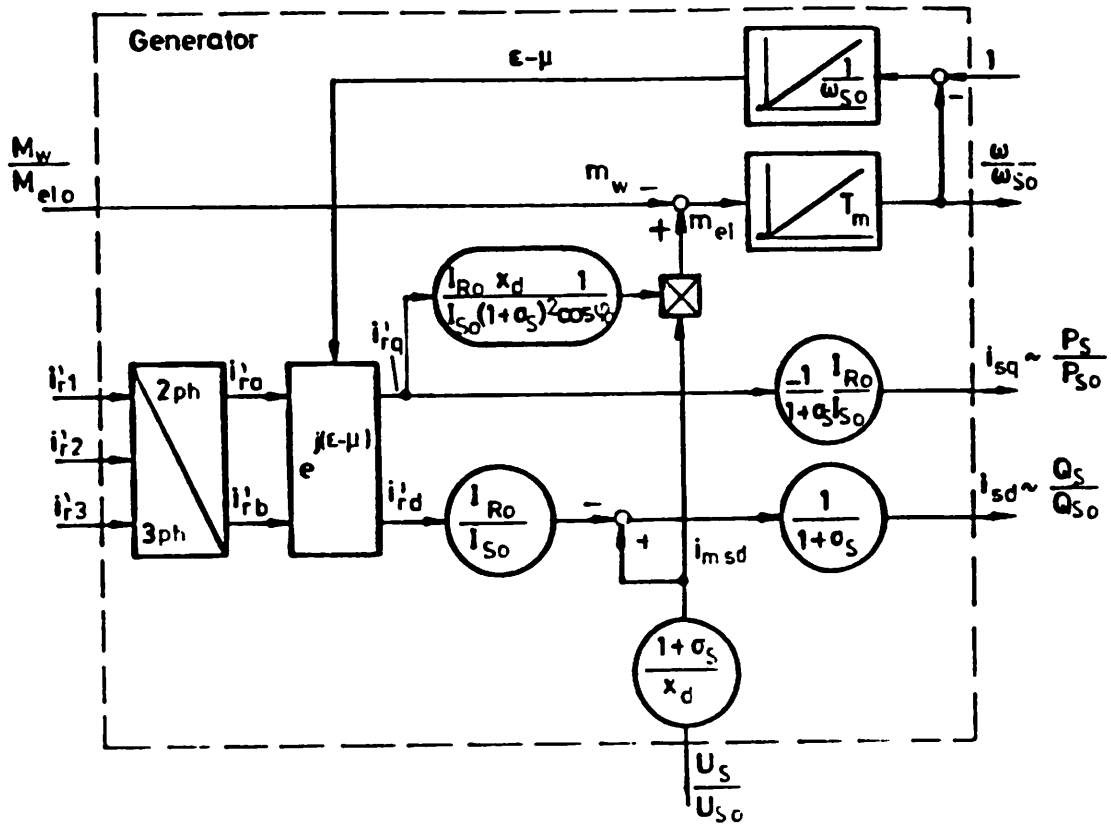 Generator
ε-μ
1/ω_So
1
-
M_w/M_elo
m_w -
+
m_el
T_m
ω/ω_So
I_Ro x_d 1
I_So (1+σ_S)² cosφ_o
i'_rq
i'_r1
2ph
i'_ra
e^j(ε-μ)
-1/1+σ_S I_Ro/I_So
i_sq ~ P_S/P_So
i'_r2
i'_r3
3ph
i'_rb
i'_rd
I_Ro/I_So
-
+
i_msd
1/1+σ_S
i_sd ~ Q_S/Q_So
1+σ_S/x_d
U_S/U_So